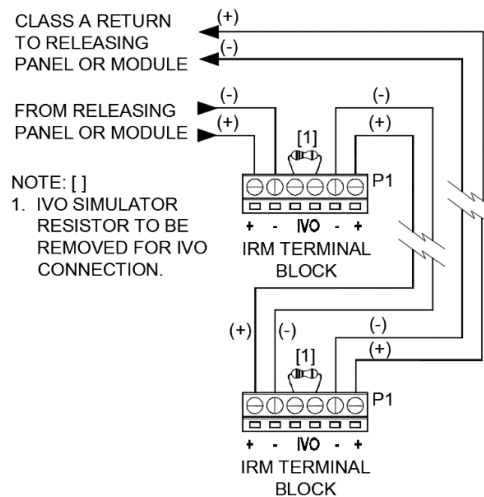 CLASS A RETURN
TO RELEASING
PANEL OR MODULE
(+)
(-)
FROM RELEASING
PANEL OR MODULE
(-)
(+)
(-)
(+)
[1]
P1
NOTE: [ ]
1. IVO SIMULATOR
RESISTOR TO BE
REMOVED FOR IVO
CONNECTION.
+ - IVO - +
IRM TERMINAL
BLOCK
(+)
(-)
(-)
(+)
[1]
P1
+ - IVO - +
IRM TERMINAL
BLOCK